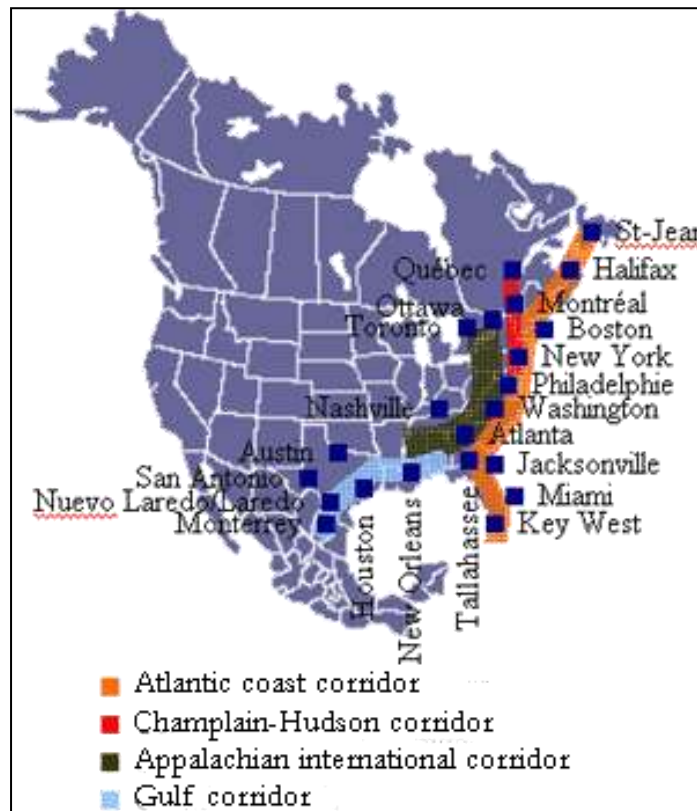 St-Jean
Québec
Halifax
Ottawa
Montréal
Toronto
Boston
New York
Philadelphie
Nashville
Washington
Atlanta
Austin
Jacksonville
San Antonio
Nuevo Laredo/Laredo
Miami
Monterrey
Key West
Houston
New Orleans
Tallahassee
Atlantic coast corridor
Champlain-Hudson corridor
Appalachian international corridor
Gulf corridor